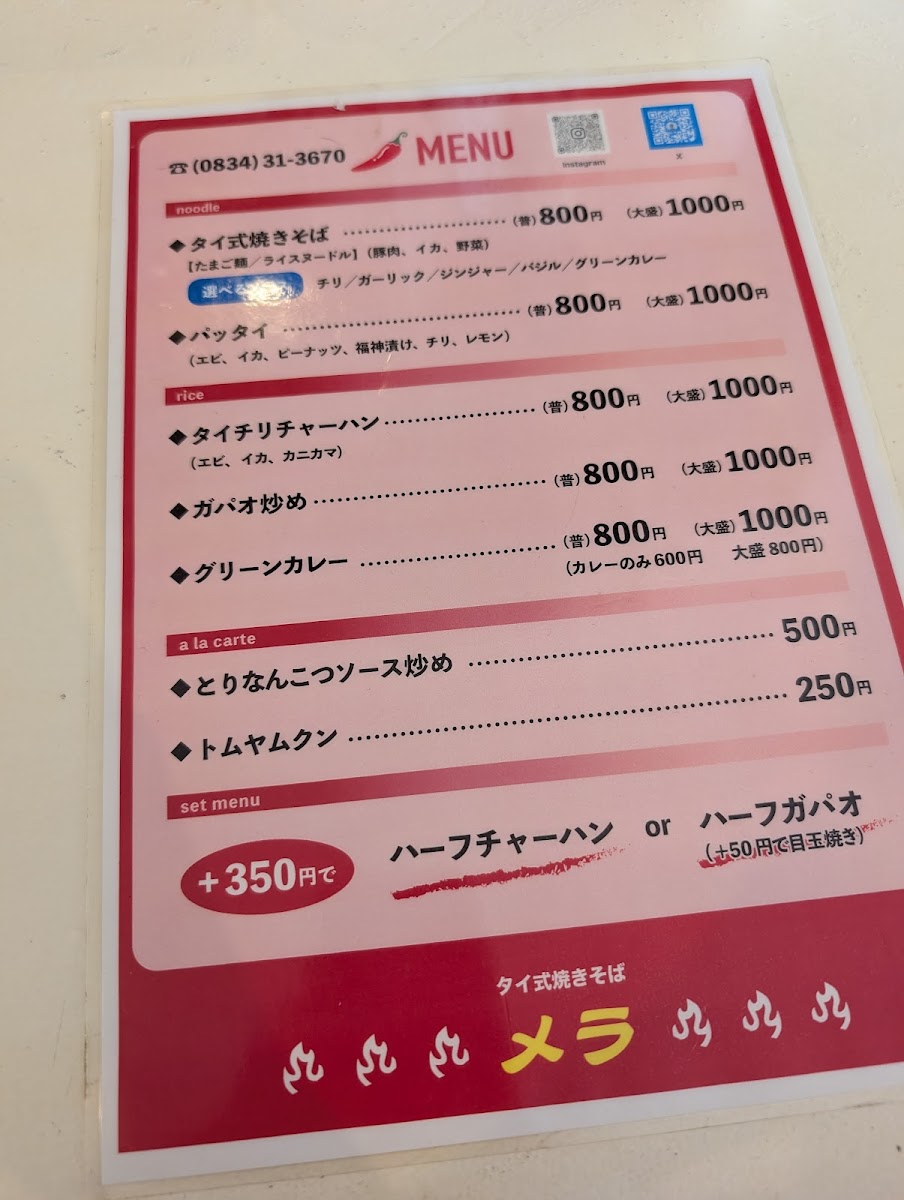 ☎(0834)31-3670 MENU
Instagram
X
noodle
◆タイ式焼きそば (普)800円 (大盛)1000円
【たまご麺／ライスヌードル】(豚肉、イカ、野菜)
選べる チリ／ガーリック／ジンジャー／バジル／グリーンカレー
◆パッタイ (普)800円 (大盛)1000円
(エビ、イカ、ピーナッツ、福神漬け、チリ、レモン)
rice
◆タイチリチャーハン (普)800円 (大盛)1000円
(エビ、イカ、カニカマ)
◆ガパオ炒め (普)800円 (大盛)1000円
◆グリーンカレー (普)800円 (大盛)1000円
(カレーのみ600円 大盛800円)
a la carte
◆とりなんこつソース炒め 500円
◆トムヤムクン 250円
set menu
+350円で ハーフチャーハン or ハーフガパオ
(+50円で目玉焼き)
タイ式焼きそば
メラ